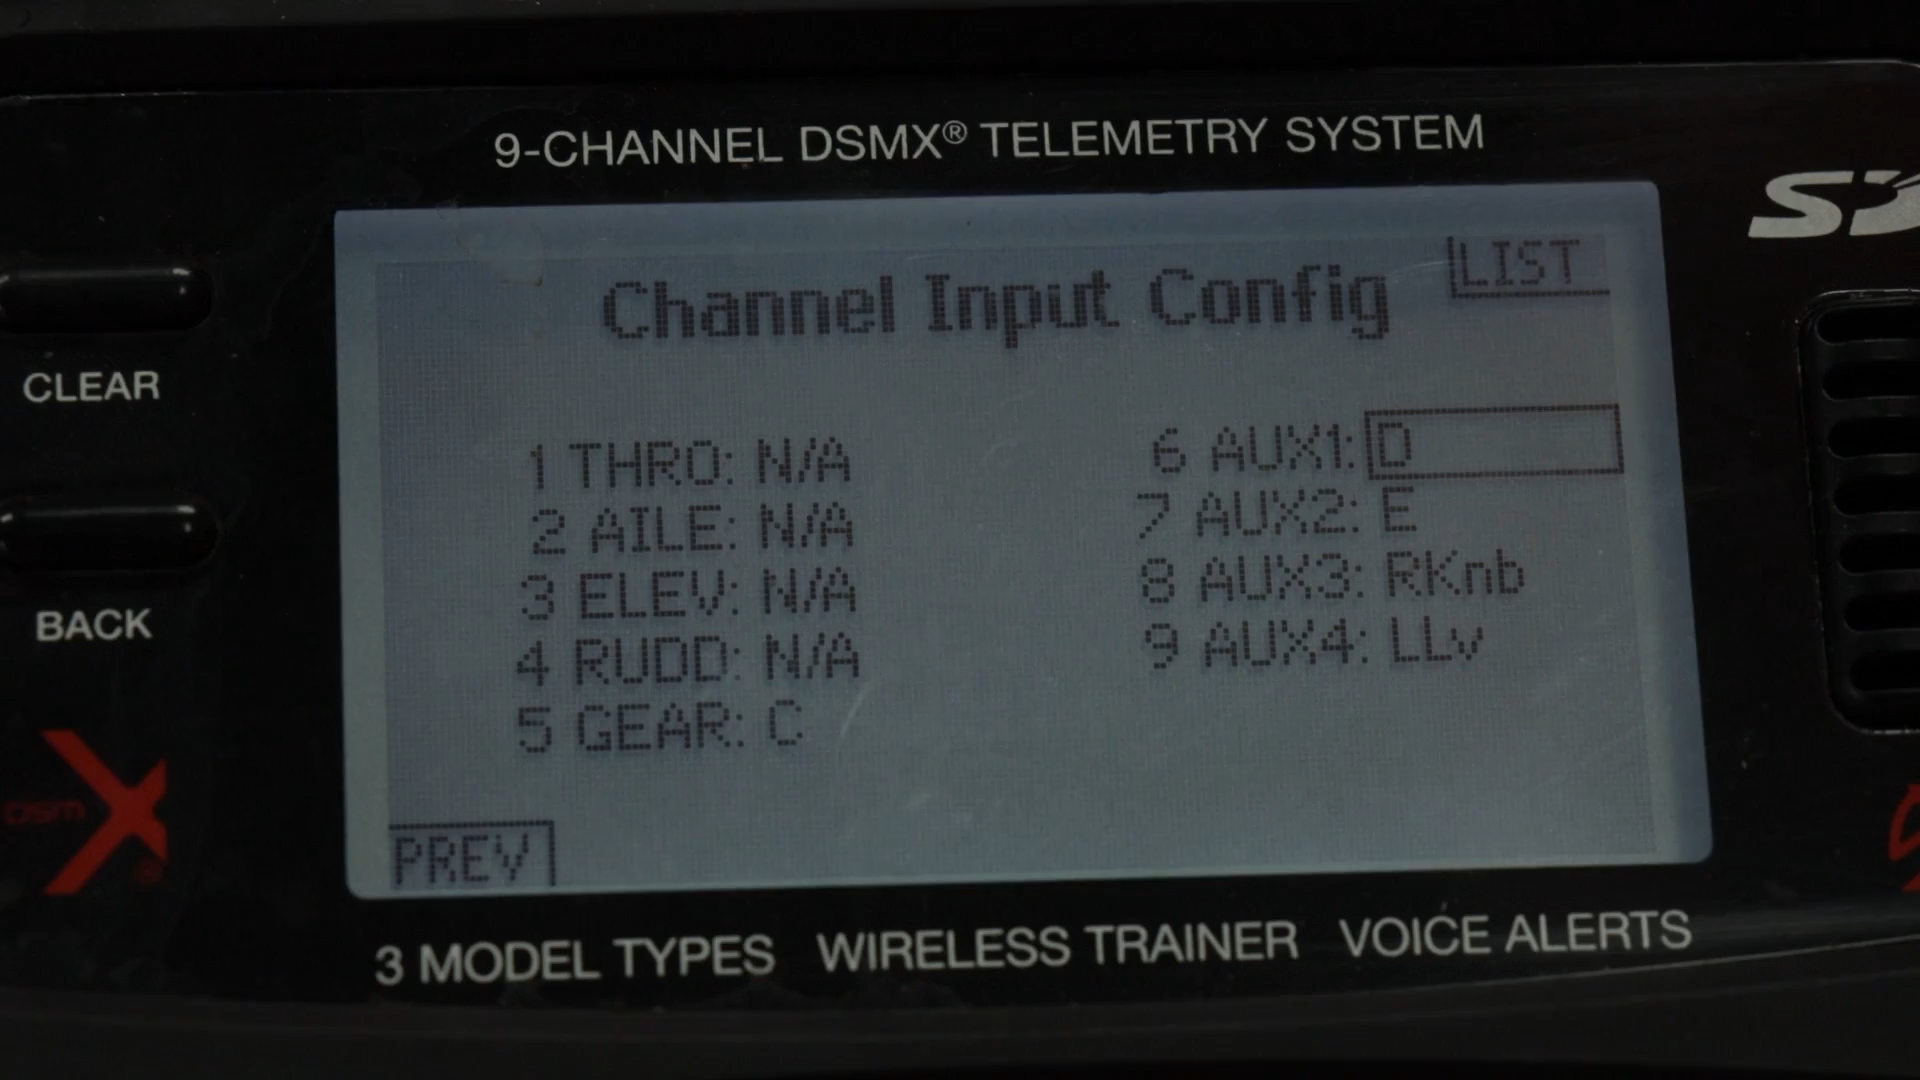 9-CHANNEL DSMX® TELEMETRY SYSTEM
LIST
Channel Input Config
1 THRO: N/A
2 AILE: N/A
3 ELEV: N/A
4 RUDD: N/A
5 GEAR: C
6 AUX1: D
7 AUX2: E
8 AUX3: RKnb
9 AUX4: LLv
PREV
3 MODEL TYPES WIRELESS TRAINER VOICE ALERTS
CLEAR
BACK
DSM X